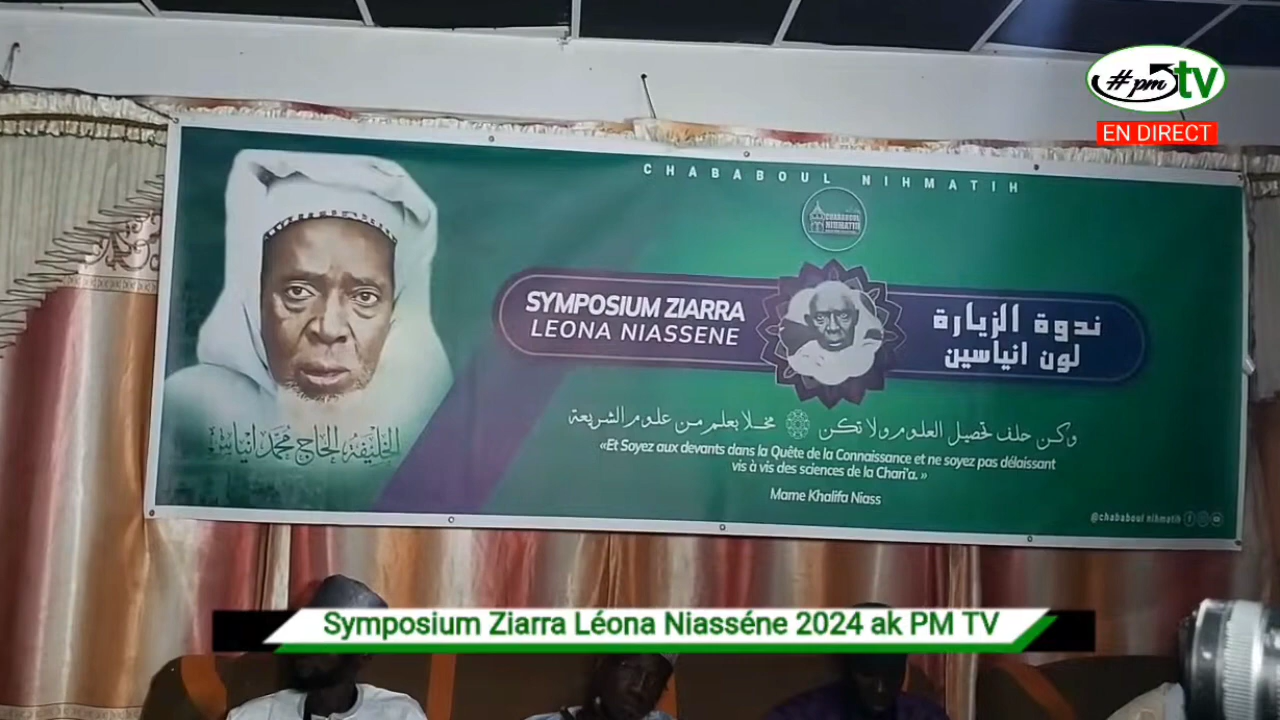 #pm tv
EN DIRECT
CHABABOUL NIHMATIH
CHABABOUL
NIHMATIH
SYMPOSIUM ZIARRA
LEONA NIASSENE
ندوة الزيارة
لون انياسين
وكن حلف تحصيل العلوم ولا تكن مخلا بعلم من علوم الشريعة
«Et Soyez aux devants dans la Quête de la Connaissance et ne soyez pas délaissant
vis à vis des sciences de la Chari'a. »
Mame Khalifa Niass
الخليفة الحاج محمد انياس
@chababoul nihmatih
Symposium Ziarra Léona Niasséne 2024 ak PM TV